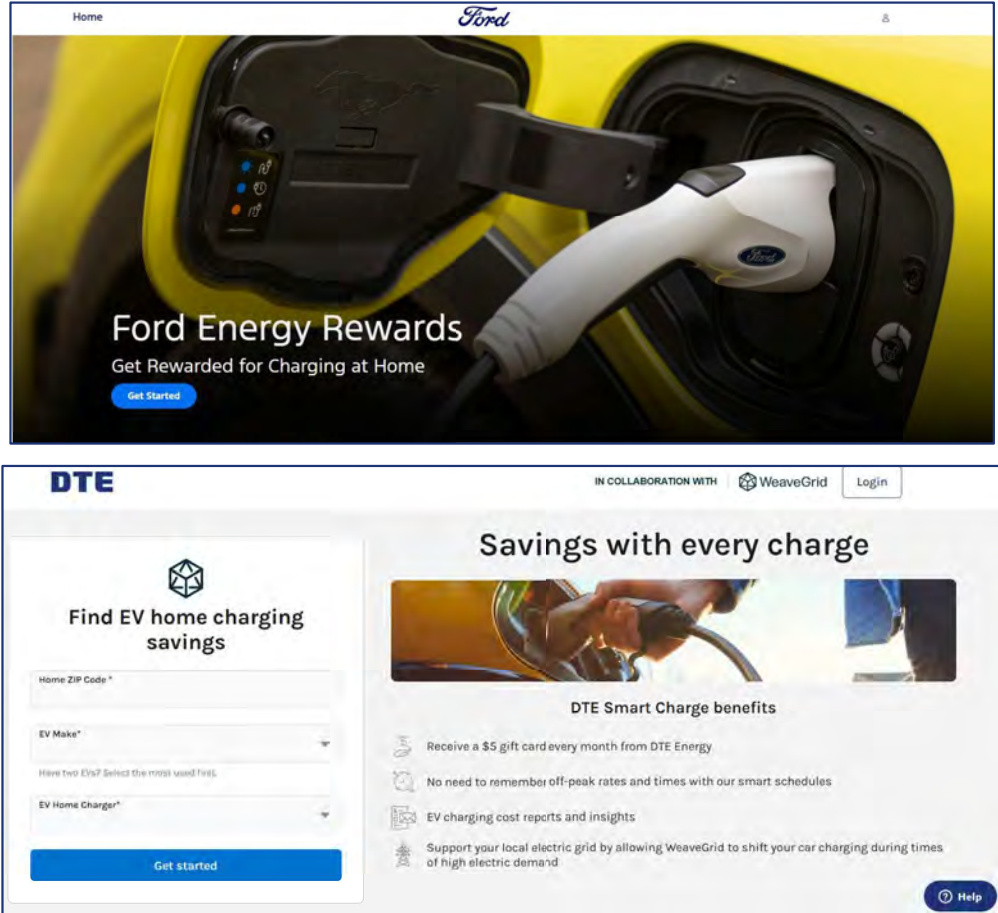 Home
Ford
Ford
Ford Energy Rewards
Get Rewarded for Charging at Home
Get Started
DTE
IN COLLABORATION WITH
WeaveGrid
Login
Find EV home charging
savings
Home ZIP Code *
EV Make*
Have two EVs? Select the most used first.
EV Home Charger*
Get started
Savings with every charge
DTE Smart Charge benefits
Receive a $5 gift card every month from DTE Energy
No need to remember off-peak rates and times with our smart schedules
EV charging cost reports and insights
Support your local electric grid by allowing WeaveGrid to shift your car charging during times
of high electric demand
Help